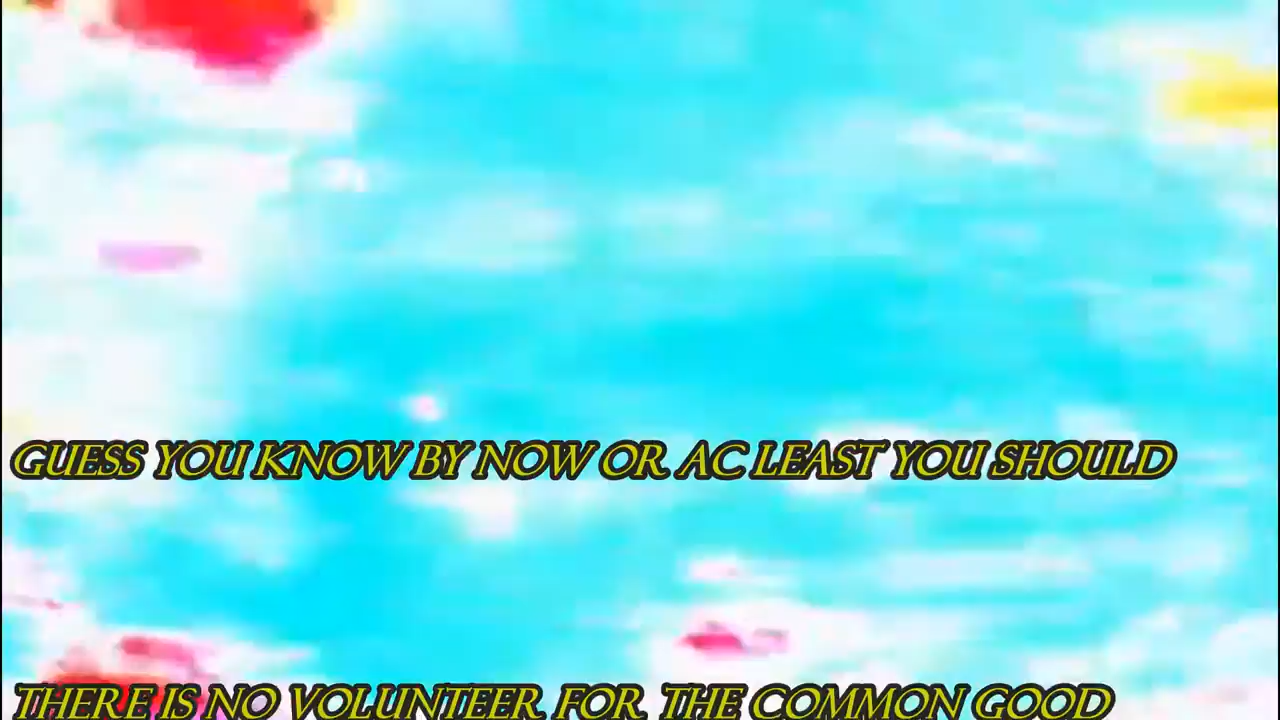 GUESS YOU KNOW BY NOW OR AC LEAST YOU SHOULD
THERE IS NO VOLUNTEER FOR THE COMMON GOOD